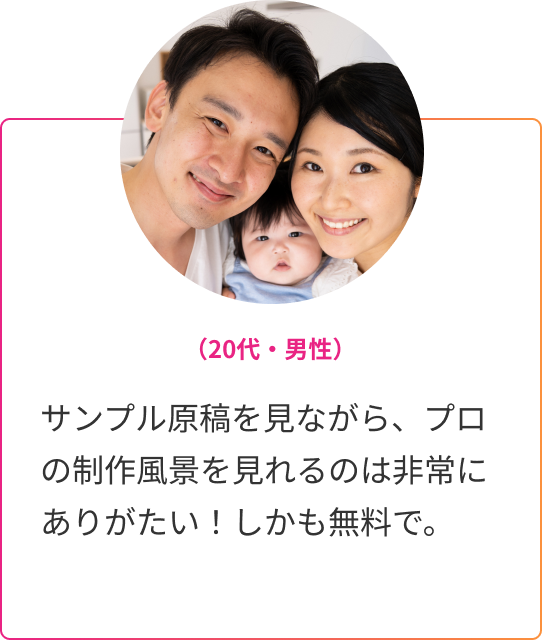 （20代・男性）
サンプル原稿を見ながら、プロ
の制作風景を見れるのは非常に
ありがたい！しかも無料で。